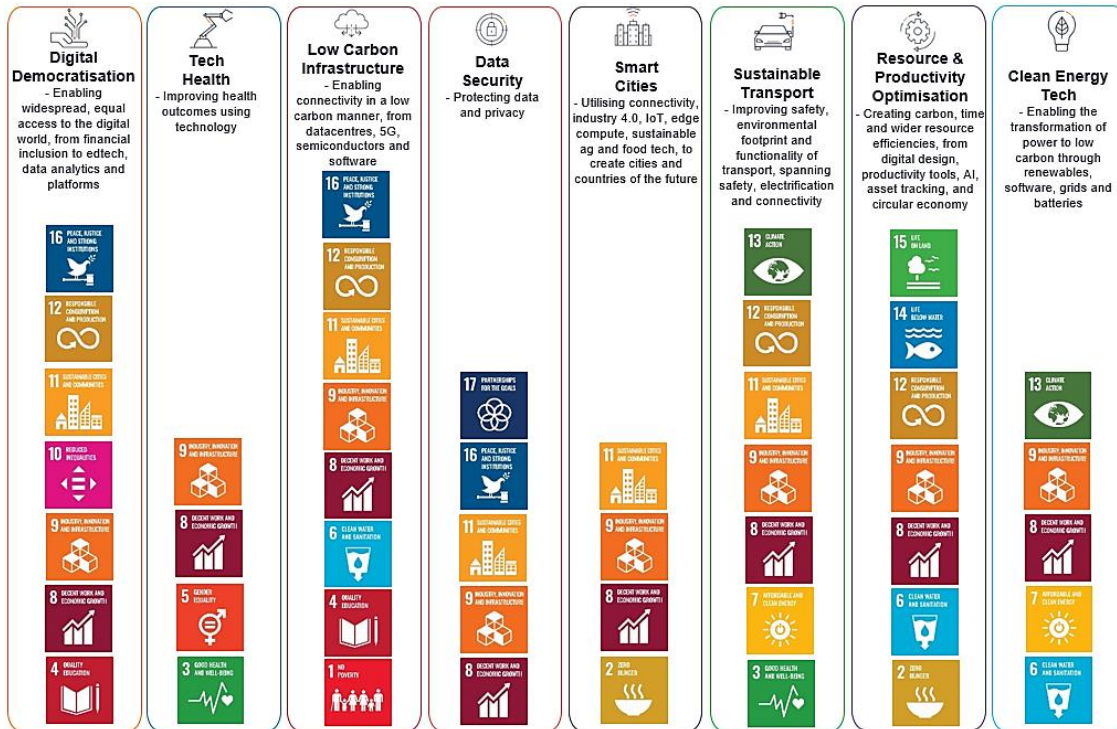 Digital
Democratisation
- Enabling
widespread, equal
access to the digital
world, from financial
inclusion to edtech,
data analytics and
platforms
16 PEACE, JUSTICE
AND STRONG
INSTITUTIONS
12 RESPONSIBLE
CONSUMPTION
AND PRODUCTION
11 SUSTAINABLE CITIES
AND COMMUNITIES
10 REDUCED
INEQUALITIES
9 INDUSTRY, INNOVATION
AND INFRASTRUCTURE
8 DECENT WORK AND
ECONOMIC GROWTH
4 QUALITY
EDUCATION
Tech
Health
- Improving health
outcomes using
technology
9 INDUSTRY, INNOVATION
AND INFRASTRUCTURE
8 DECENT WORK AND
ECONOMIC GROWTH
5 GENDER
EQUALITY
3 GOOD HEALTH
AND WELL-BEING
Low Carbon
Infrastructure
- Enabling
connectivity in a low
carbon manner, from
datacentres, 5G,
semiconductors and
software
16 PEACE, JUSTICE
AND STRONG
INSTITUTIONS
12 RESPONSIBLE
CONSUMPTION
AND PRODUCTION
11 SUSTAINABLE CITIES
AND COMMUNITIES
9 INDUSTRY, INNOVATION
AND INFRASTRUCTURE
8 DECENT WORK AND
ECONOMIC GROWTH
6 CLEAN WATER
AND SANITATION
4 QUALITY
EDUCATION
1 NO
POVERTY
Data
Security
- Protecting data
and privacy
17 PARTNERSHIPS
FOR THE GOALS
16 PEACE, JUSTICE
AND STRONG
INSTITUTIONS
11 SUSTAINABLE CITIES
AND COMMUNITIES
9 INDUSTRY, INNOVATION
AND INFRASTRUCTURE
8 DECENT WORK AND
ECONOMIC GROWTH
Smart
Cities
- Utilising connectivity,
industry 4.0, IoT, edge
compute, sustainable
ag and food tech, to
create cities and
countries of the future
11 SUSTAINABLE CITIES
AND COMMUNITIES
9 INDUSTRY, INNOVATION
AND INFRASTRUCTURE
8 DECENT WORK AND
ECONOMIC GROWTH
2 ZERO
HUNGER
Sustainable
Transport
- Improving safety,
environmental
footprint and
functionality of
transport, spanning
safety, electrification
and connectivity
13 CLIMATE
ACTION
12 RESPONSIBLE
CONSUMPTION
AND PRODUCTION
11 SUSTAINABLE CITIES
AND COMMUNITIES
9 INDUSTRY, INNOVATION
AND INFRASTRUCTURE
8 DECENT WORK AND
ECONOMIC GROWTH
7 AFFORDABLE AND
CLEAN ENERGY
3 GOOD HEALTH
AND WELL-BEING
Resource &
Productivity
Optimisation
- Creating carbon, time
and wider resource
efficiencies, from
digital design,
productivity tools, AI,
asset tracking, and
circular economy
15 LIFE
ON LAND
14 LIFE
BELOW WATER
12 RESPONSIBLE
CONSUMPTION
AND PRODUCTION
9 INDUSTRY, INNOVATION
AND INFRASTRUCTURE
8 DECENT WORK AND
ECONOMIC GROWTH
6 CLEAN WATER
AND SANITATION
2 ZERO
HUNGER
Clean Energy
Tech
- Enabling the
transformation of
power to low
carbon through
renewables,
software, grids and
batteries
13 CLIMATE
ACTION
9 INDUSTRY, INNOVATION
AND INFRASTRUCTURE
8 DECENT WORK AND
ECONOMIC GROWTH
7 AFFORDABLE AND
CLEAN ENERGY
6 CLEAN WATER
AND SANITATION